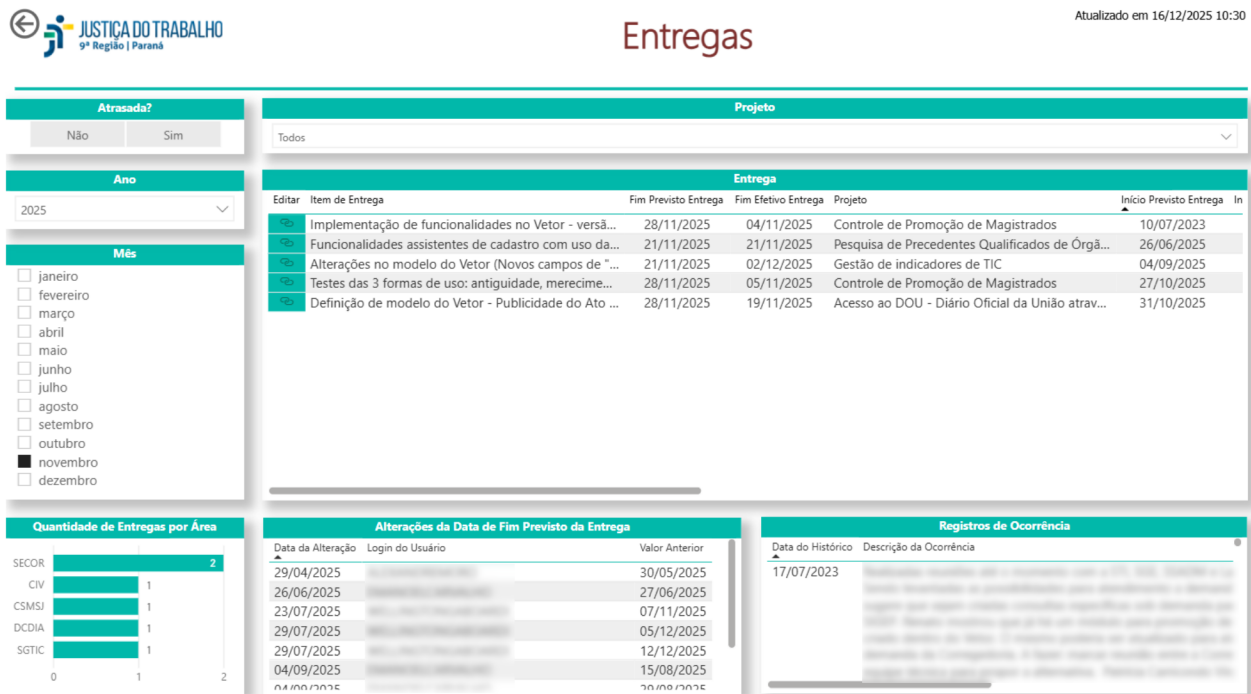 Atualizado em 16/12/2025 10:30
JUSTIÇA DO TRABALHO
9ª Região | Paraná
Entregas
Atrasada?
Não Sim
Projeto
Todos
Ano
2025
Mês
janeiro
fevereiro
março
abril
maio
junho
julho
agosto
setembro
outubro
novembro
dezembro
Entrega
Editar Item de Entrega Fim Previsto Entrega Fim Efetivo Entrega Projeto Início Previsto Entrega In
Implementação de funcionalidades no Vetor - versã... 28/11/2025 04/11/2025 Controle de Promoção de Magistrados 10/07/2023
Funcionalidades assistentes de cadastro com uso da... 21/11/2025 21/11/2025 Pesquisa de Precedentes Qualificados de Órgã... 26/06/2025
Alterações no modelo do Vetor (Novos campos de "... 21/11/2025 02/12/2025 Gestão de indicadores de TIC 04/09/2025
Testes das 3 formas de uso: antiguidade, merecime... 28/11/2025 05/11/2025 Controle de Promoção de Magistrados 27/10/2025
Definição de modelo do Vetor - Publicidade do Ato ... 28/11/2025 19/11/2025 Acesso ao DOU - Diário Oficial da União atrav... 31/10/2025
Quantidade de Entregas por Área
SECOR 2
CIV 1
CSMSJ 1
DCDIA 1
SGTIC 1
0 1 2
Alterações da Data de Fim Previsto da Entrega
Data da Alteração Login do Usuário Valor Anterior
29/04/2025 30/05/2025
26/06/2025 27/06/2025
23/07/2025 07/11/2025
29/07/2025 05/12/2025
29/07/2025 12/12/2025
04/09/2025 15/08/2025
04/09/2025 29/08/2025
Registros de Ocorrência
Data do Histórico Descrição da Ocorrência
17/07/2023